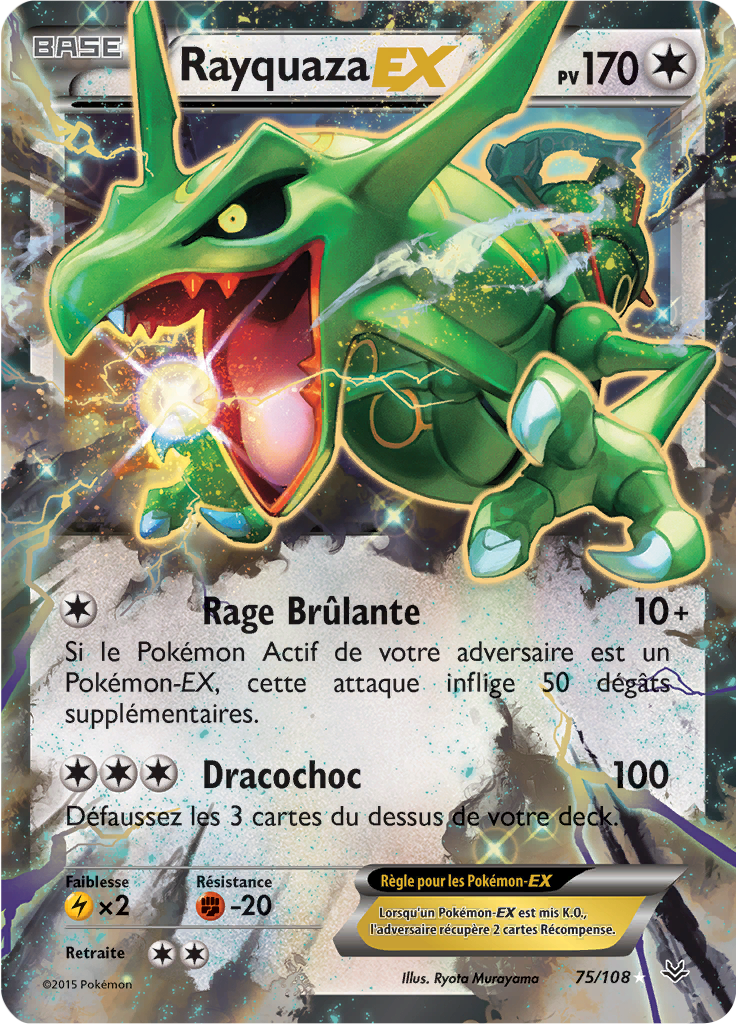 BASE
Rayquaza EX PV170
Rage Brûlante 10+
Si le Pokémon Actif de votre adversaire est un
Pokémon-EX, cette attaque inflige 50 dégâts
supplémentaires.
Dracochoc 100
Défaussez les 3 cartes du dessus de votre deck.
Faiblesse
×2
Résistance
-20
Retraite
Règle pour les Pokémon-EX
Lorsqu'un Pokémon-EX est mis K.O.,
l'adversaire récupère 2 cartes Récompense.
©2015 Pokémon
Illus. Ryota Murayama
75/108